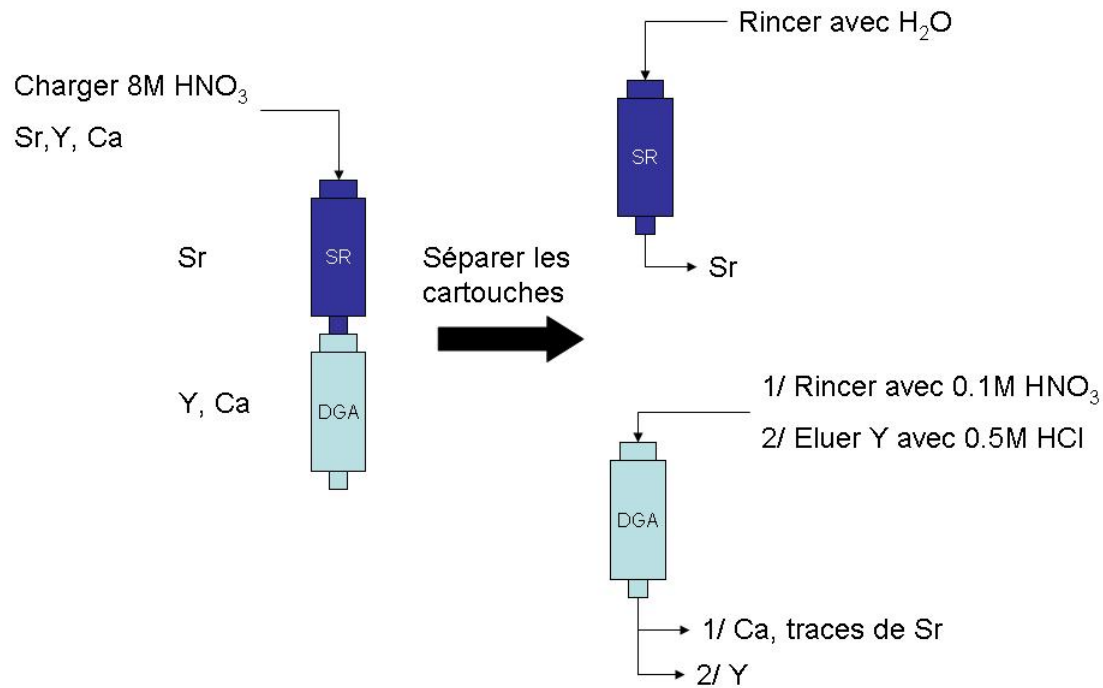 Charger 8M HNO₃
Sr,Y, Ca
Sr
SR
Y, Ca
DGA
Séparer les
cartouches
Rincer avec H₂O
SR
Sr
1/ Rincer avec 0.1M HNO₃
2/ Eluer Y avec 0.5M HCl
DGA
1/ Ca, traces de Sr
2/ Y